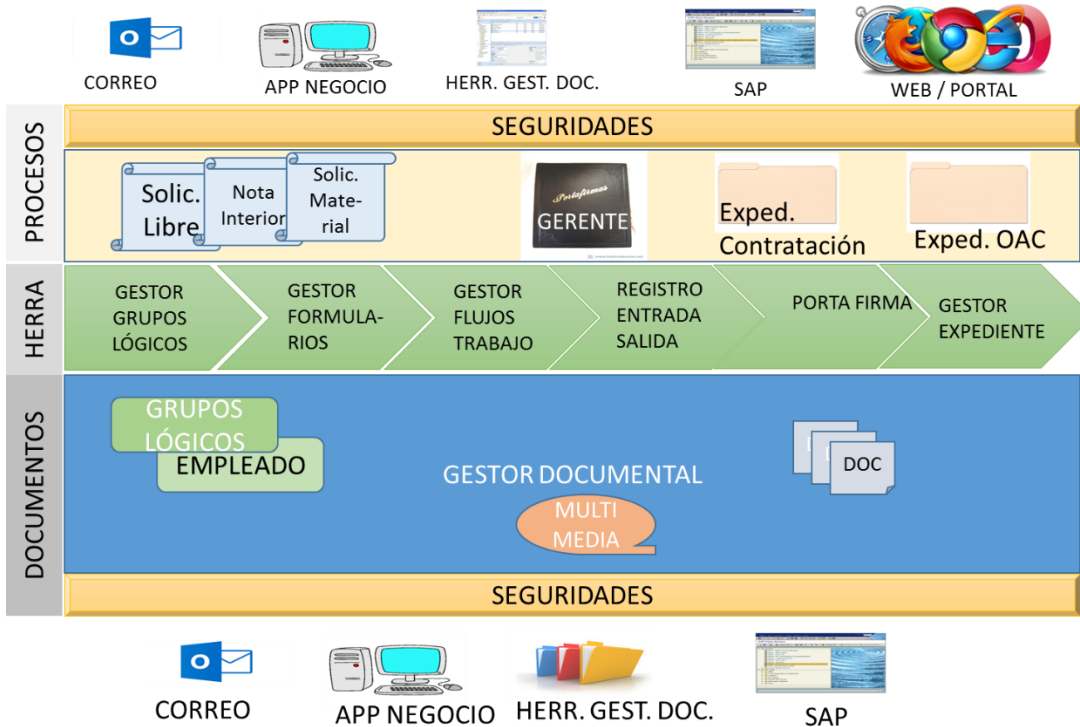 CORREO
APP NEGOCIO
HERR. GEST. DOC.
SAP
WEB / PORTAL
PROCESOS
SEGURIDADES
Solic.
Libre
Nota
Interior
Solic.
Mate-
rial
Portafirmas
GERENTE
Exped.
Contratación
Exped. OAC
HERRA
GESTOR
GRUPOS
LÓGICOS
GESTOR
FORMULA-
RIOS
GESTOR
FLUJOS
TRABAJO
REGISTRO
ENTRADA
SALIDA
PORTA FIRMA
GESTOR
EXPEDIENTE
DOCUMENTOS
GRUPOS
LÓGICOS
EMPLEADO
GESTOR DOCUMENTAL
MULTI
MEDIA
DOC
SEGURIDADES
CORREO
APP NEGOCIO
HERR. GEST. DOC.
SAP